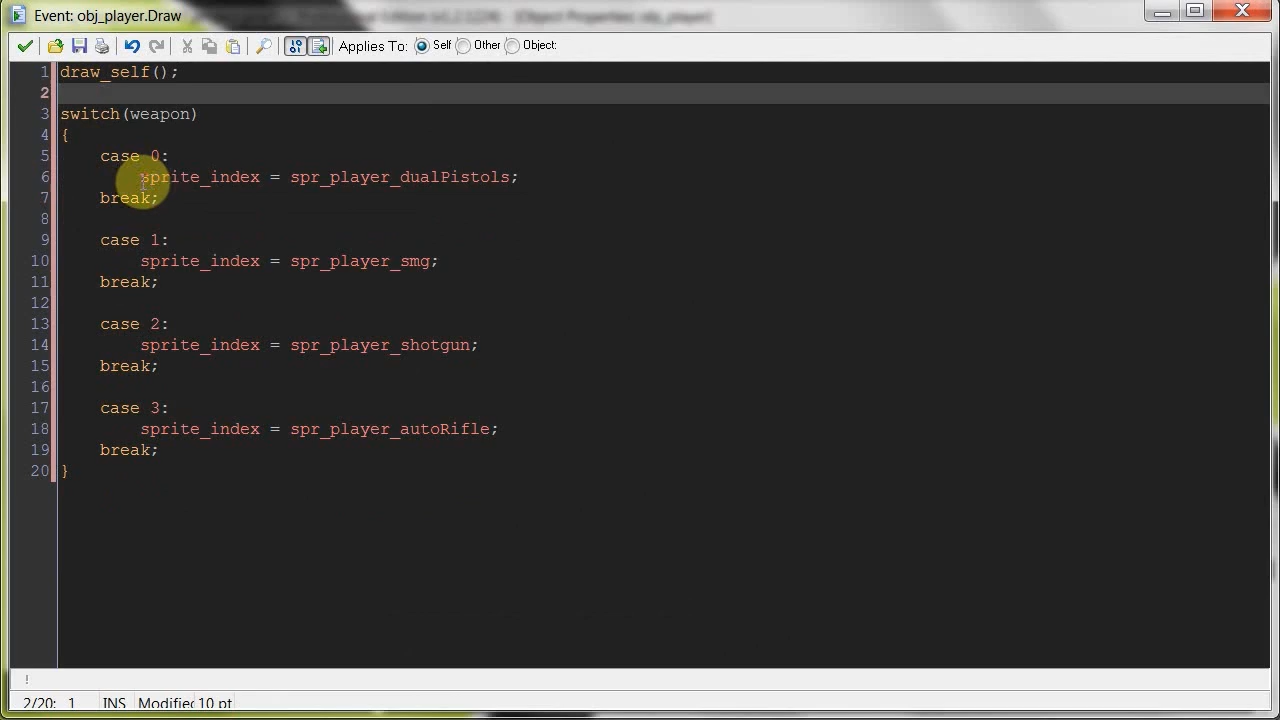 Event: obj_player.Draw
Applies To: Self Other Object:
1 draw_self();
2
3 switch(weapon)
4 {
5 case 0:
6 sprite_index = spr_player_dualPistols;
7 break;
8
9 case 1:
10 sprite_index = spr_player_smg;
11 break;
12
13 case 2:
14 sprite_index = spr_player_shotgun;
15 break;
16
17 case 3:
18 sprite_index = spr_player_autoRifle;
19 break;
20 }
!
2/20: 1 INS Modified 10 pt